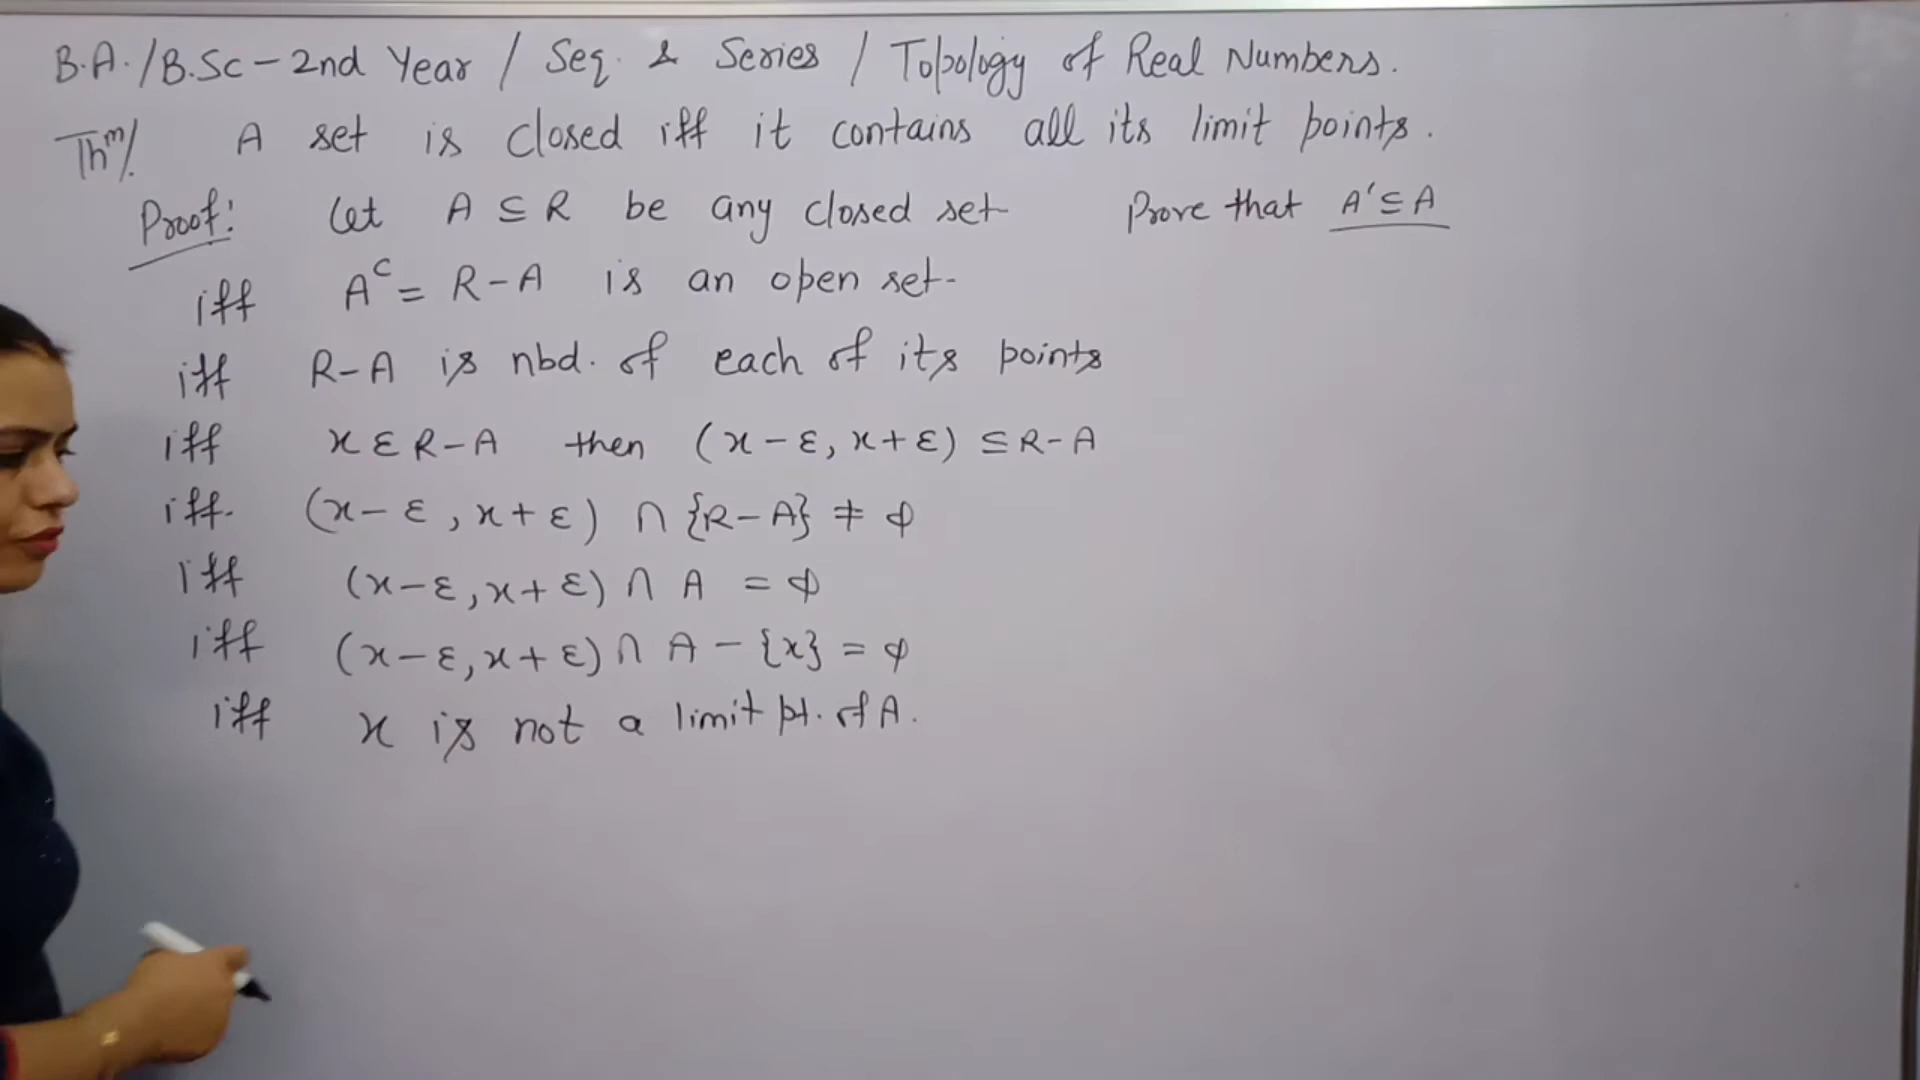 B.A./B.Sc-2nd Year / Seq. & Series / Topology of Real Numbers.
Thm/. A set is closed iff it contains all its limit points.
Proof: Let A ⊆ R be any closed set Prove that A' ⊆ A
iff A^c = R-A is an open set.
iff R-A is nbd. of each of its points
iff x ε R-A then (x-ε, x+ε) ⊆ R-A
iff. (x-ε, x+ε) ∩ {R-A} ≠ φ
iff (x-ε, x+ε) ∩ A = φ
iff (x-ε, x+ε) ∩ A - {x} = φ
iff x is not a limit pt. of A.